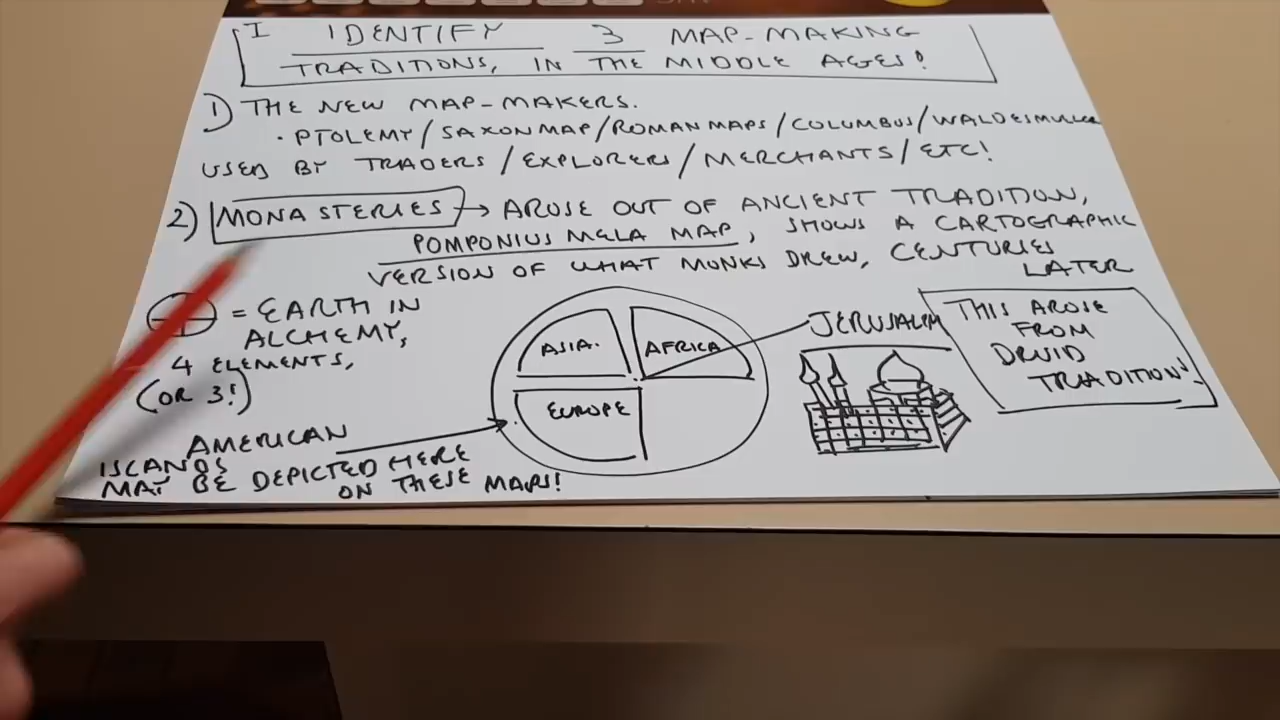 I IDENTIFY 3 MAP-MAKING
TRADITIONS, IN THE MIDDLE AGES!
1) THE NEW MAP-MAKERS.
• PTOLEMY/SAXON MAP/ROMAN MAPS/COLUMBUS/WALDESMULLER
USED BY TRADERS/EXPLORERS/MERCHANTS/ETC!
2) MONASTERIES → AROSE OUT OF ANCIENT TRADITION,
POMPONIUS MELA MAP, SHOWS A CARTOGRAPHIC
VERSION OF WHAT MONKS DREW, CENTURIES
LATER
= EARTH IN
ALCHEMY,
4 ELEMENTS,
(OR 3!)
ASIA.
AFRICA
EUROPE
JERUSALEM
THIS AROSE
FROM
DRUID
TRADITION!
AMERICAN
ISLANDS
MAY BE DEPICTED HERE
ON THESE MAPS!